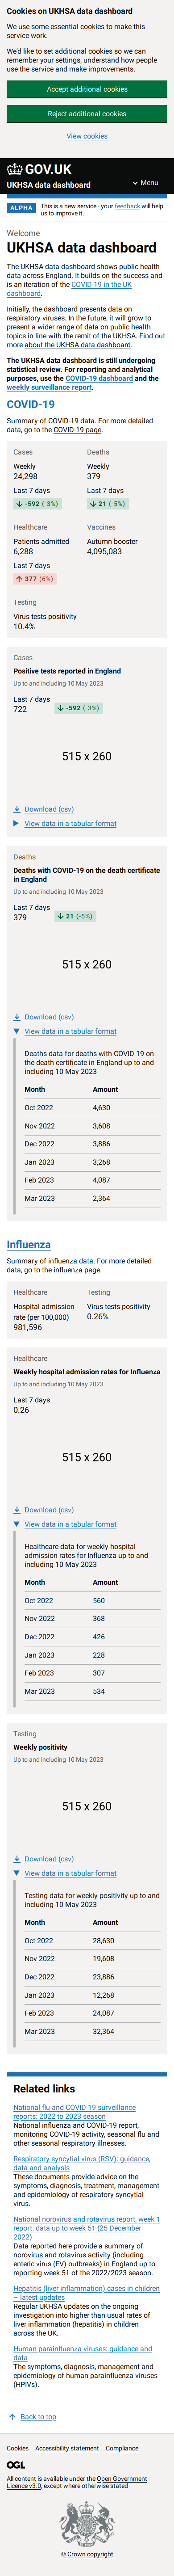 Cookies on UKHSA data dashboard
We use some essential cookies to make this
service work.
We'd like to set additional cookies so we can
remember your settings, understand how people
use the service and make improvements.
Accept additional cookies
Reject additional cookies
View cookies
GOV.UK
UKHSA data dashboard
Menu
ALPHA
This is a new service - your feedback will help
us to improve it.
Welcome
UKHSA data dashboard
The UKHSA data dashboard shows public health
data across England. It builds on the success and
is an iteration of the COVID-19 in the UK
dashboard.
Initially, the dashboard presents data on
respiratory viruses. In the future, it will grow to
present a wider range of data on public health
topics in line with the remit of the UKHSA. Find out
more about the UKHSA data dashboard.
The UKHSA data dashboard is still undergoing
statistical review. For reporting and analytical
purposes, use the COVID-19 dashboard and the
weekly surveillance report.
COVID-19
Summary of COVID-19 data. For more detailed
data, go to the COVID-19 page.
Cases
Weekly
24,298
Last 7 days
-592 (-3%)
Deaths
Weekly
379
Last 7 days
21 (-5%)
Healthcare
Patients admitted
6,288
Last 7 days
377 (6%)
Vaccines
Autumn booster
4,095,083
Testing
Virus tests positivity
10.4%
Cases
Positive tests reported in England
Up to and including 10 May 2023
Last 7 days
722
-592 (-3%)
515 x 260
Download (csv)
View data in a tabular format
Deaths
Deaths with COVID-19 on the death certificate
in England
Up to and including 10 May 2023
Last 7 days
379
21 (-5%)
515 x 260
Download (csv)
View data in a tabular format
Deaths data for deaths with COVID-19 on
the death certificate in England up to and
including 10 May 2023
Month Amount
Oct 2022 4,630
Nov 2022 3,608
Dec 2022 3,886
Jan 2023 3,268
Feb 2023 4,087
Mar 2023 2,364
Influenza
Summary of influenza data. For more detailed
data, go to the influenza page.
Healthcare
Hospital admission
rate (per 100,000)
981,596
Testing
Virus tests positivity
0.26%
Healthcare
Weekly hospital admission rates for Influenza
Up to and including 10 May 2023
Last 7 days
0.26
515 x 260
Download (csv)
View data in a tabular format
Healthcare data for weekly hospital
admission rates for Influenza up to and
including 10 May 2023
Month Amount
Oct 2022 560
Nov 2022 368
Dec 2022 426
Jan 2023 228
Feb 2023 307
Mar 2023 534
Testing
Weekly positivity
Up to and including 10 May 2023
515 x 260
Download (csv)
View data in a tabular format
Testing data for weekly positivity up to and
including 10 May 2023
Month Amount
Oct 2022 28,630
Nov 2022 19,608
Dec 2022 23,886
Jan 2023 12,268
Feb 2023 24,087
Mar 2023 32,364
Related links
National flu and COVID-19 surveillance
reports: 2022 to 2023 season
National influenza and COVID-19 report,
monitoring COVID-19 activity, seasonal flu and
other seasonal respiratory illnesses.
Respiratory syncytial virus (RSV): guidance,
data and analysis
These documents provide advice on the
symptoms, diagnosis, treatment, management
and epidemiology of respiratory syncytial
virus.
National norovirus and rotavirus report, week 1
report: data up to week 51 (25 December
2022)
Data reported here provide a summary of
norovirus and rotavirus activity (including
enteric virus (EV) outbreaks) in England up to
reporting week 51 of the 2022/2023 season.
Hepatitis (liver inflammation) cases in children
– latest updates
Regular UKHSA updates on the ongoing
investigation into higher than usual rates of
liver inflammation (hepatitis) in children
across the UK.
Human parainfluenza viruses: guidance and
data
The symptoms, diagnosis, management and
epidemiology of human parainfluenza viruses
(HPIVs).
Back to top
Cookies Accessibility statement Compliance
OGL
All content is available under the Open Government
Licence v3.0, except where otherwise stated
© Crown copyright